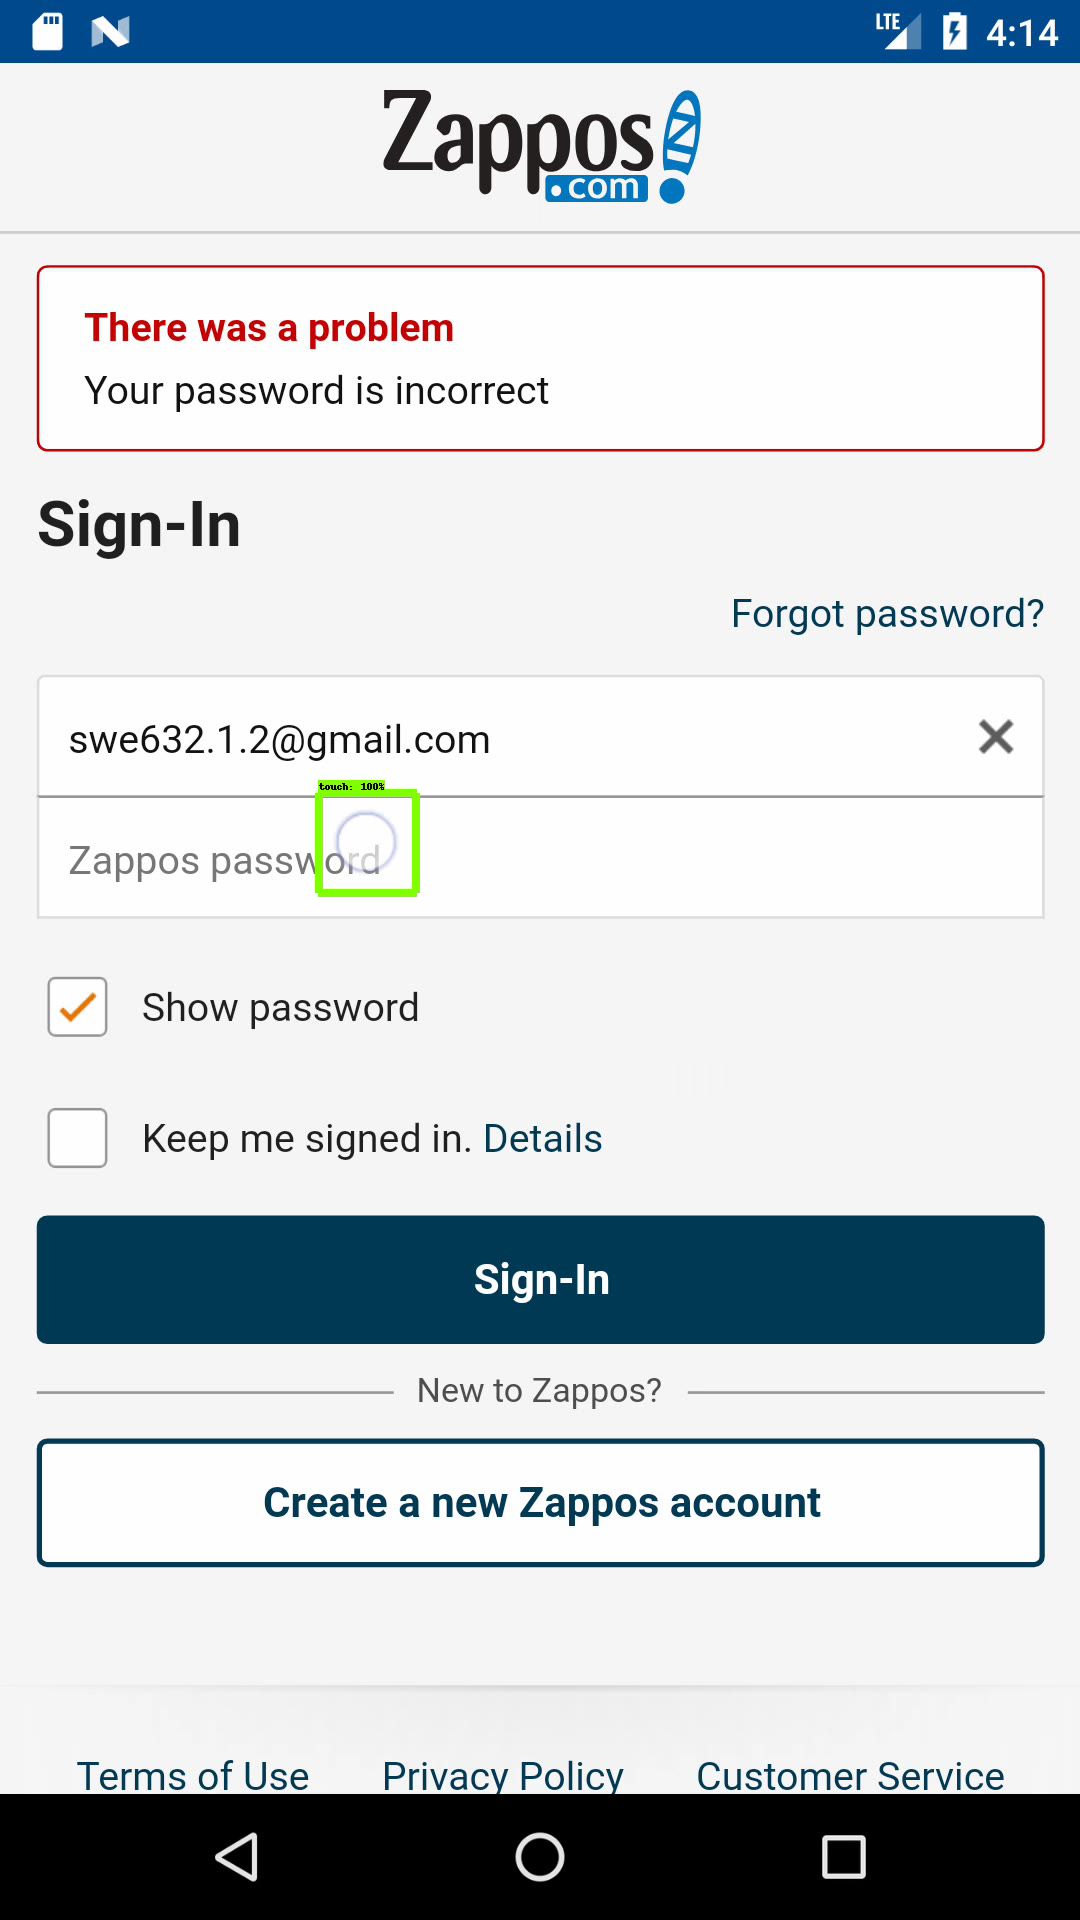 LTE 4:14
Zappos
.com
There was a problem
Your password is incorrect
Sign-In
Forgot password?
swe632.1.2@gmail.com
touch: 100%
Zappos password
Show password
Keep me signed in. Details
Sign-In
New to Zappos?
Create a new Zappos account
Terms of Use Privacy Policy Customer Service